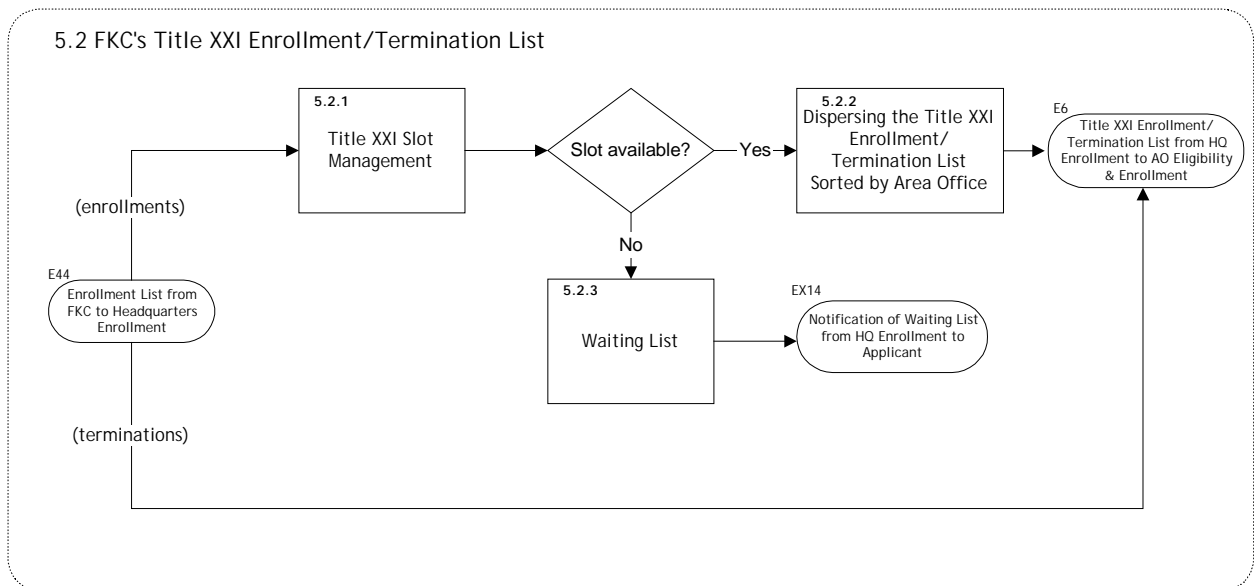 5.2 FKC's Title XXI Enrollment/Termination List
5.2.1
Title XXI Slot
Management
Slot available?
Yes
5.2.2
Dispersing the Title XXI
Enrollment/
Termination List
Sorted by Area Office
E6
Title XXI Enrollment/
Termination List from HQ
Enrollment to AO Eligibility
& Enrollment
(enrollments)
No
E44
Enrollment List from
FKC to Headquarters
Enrollment
5.2.3
Waiting List
EX14
Notification of Waiting List
from HQ Enrollment to
Applicant
(terminations)